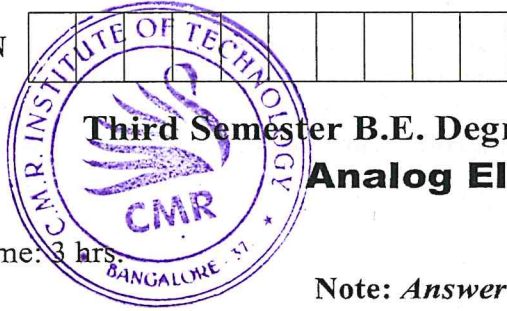 N
C.M.R. INSTITUTE OF TECHNOLOGY
CMR
* BANGALORE - 37. *
Third Semester B.E. Degr
Analog El
me: 3 hrs.
Note: Answer